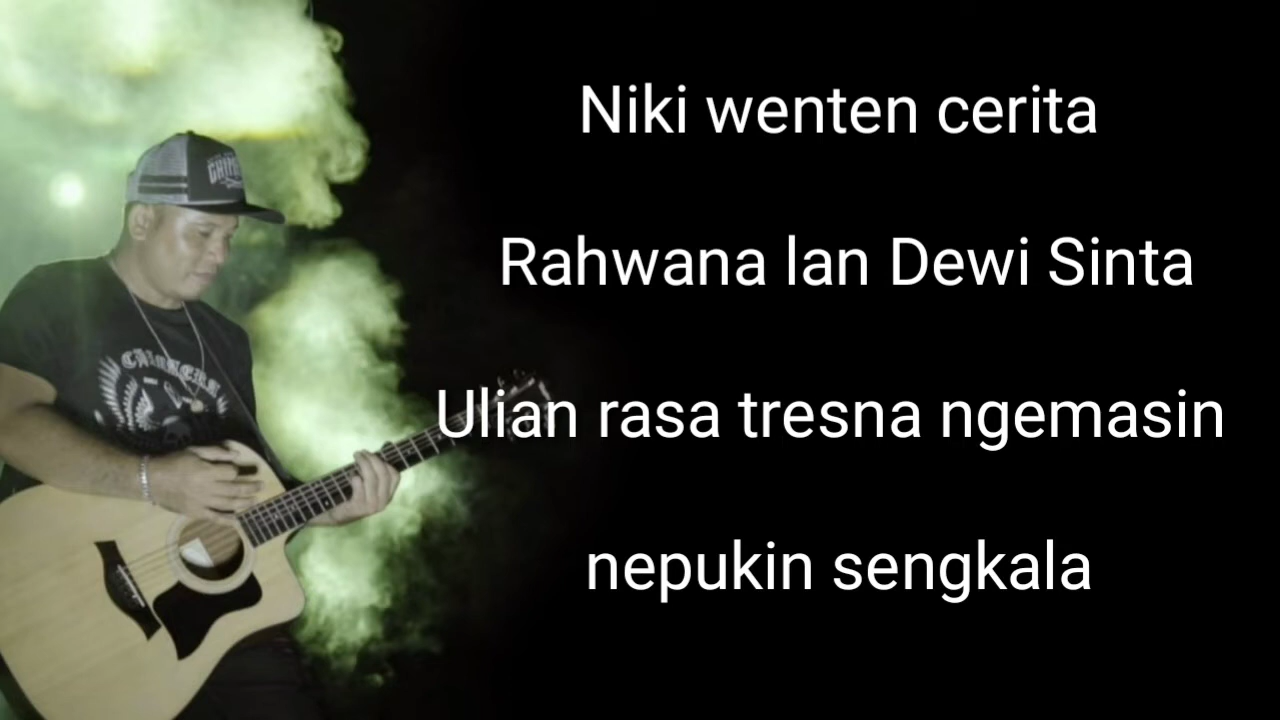 Niki wenten cerita
Rahwana lan Dewi Sinta
Ulian rasa tresna ngemasin
nepukin sengkala